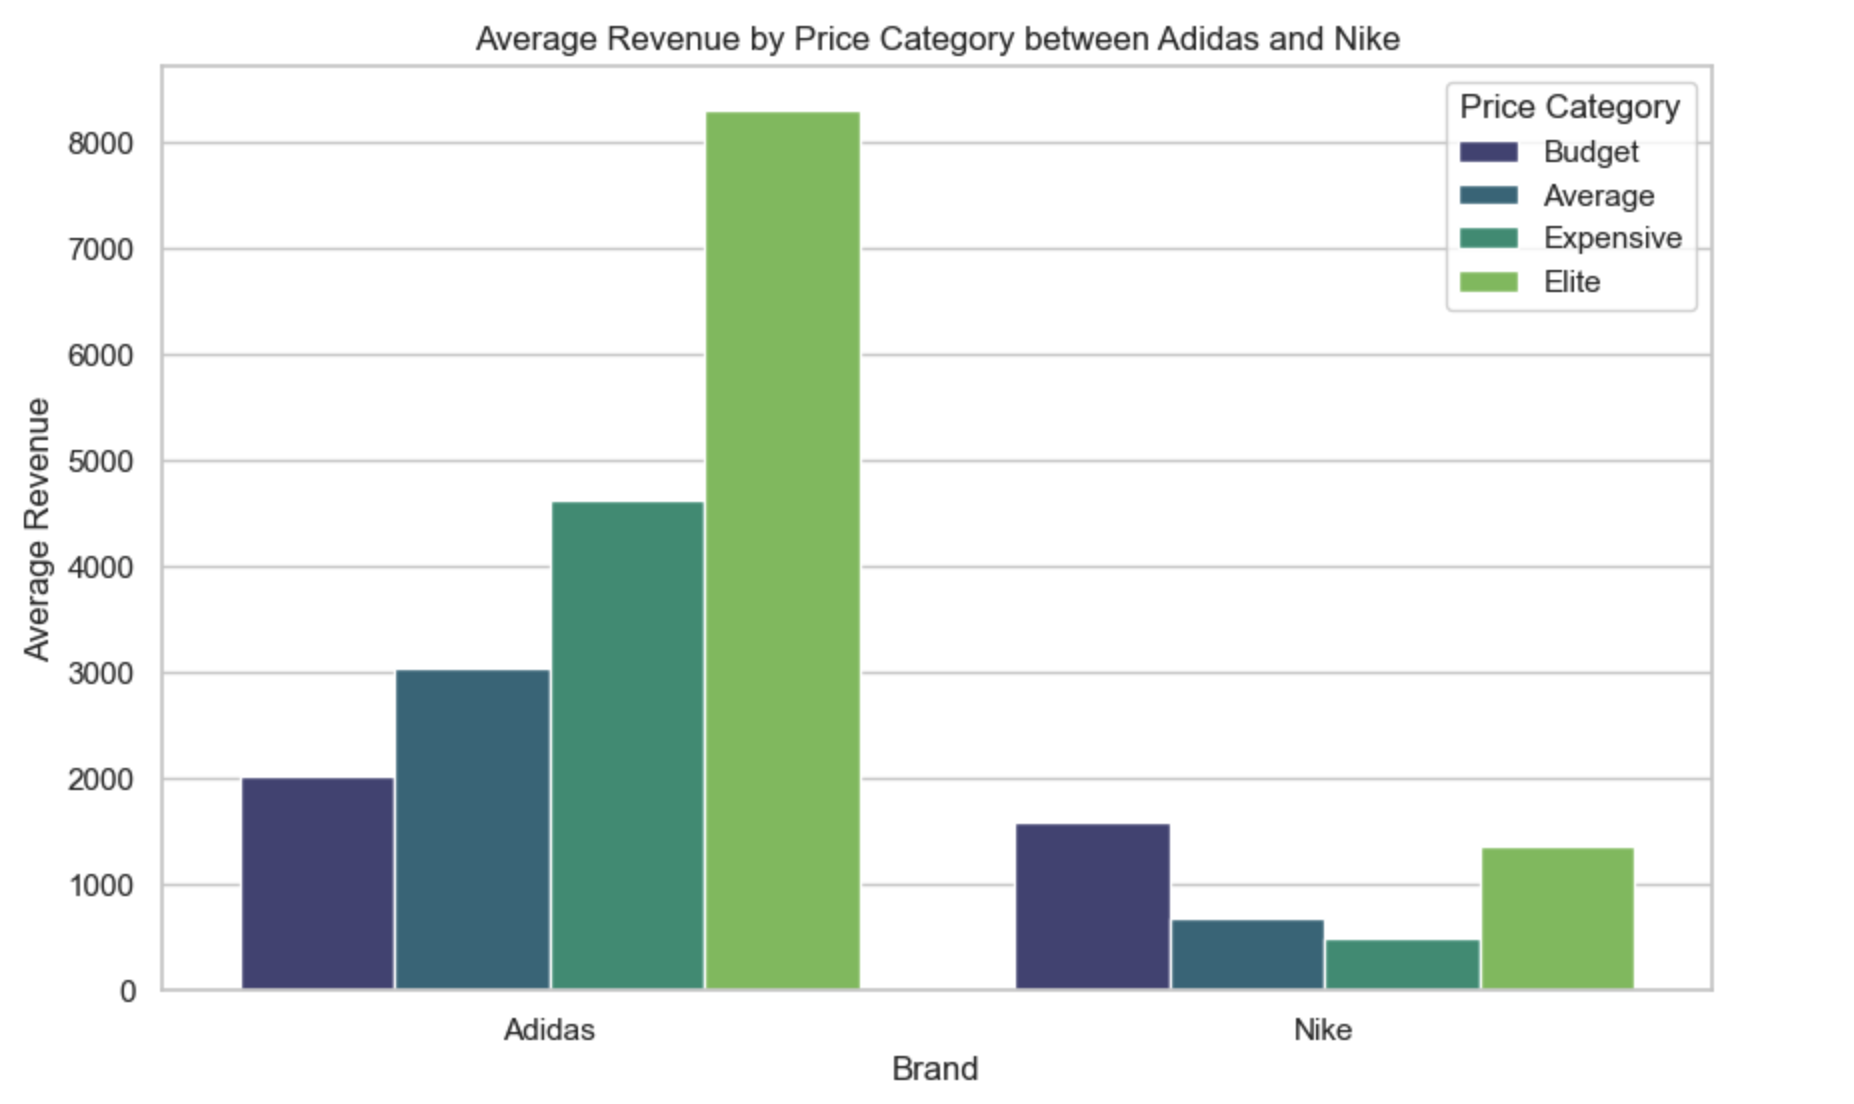 Average Revenue by Price Category between Adidas and Nike
Price Category
Budget
Average
Expensive
Elite
Average Revenue
8000
7000
6000
5000
4000
3000
2000
1000
0
Adidas
Nike
Brand